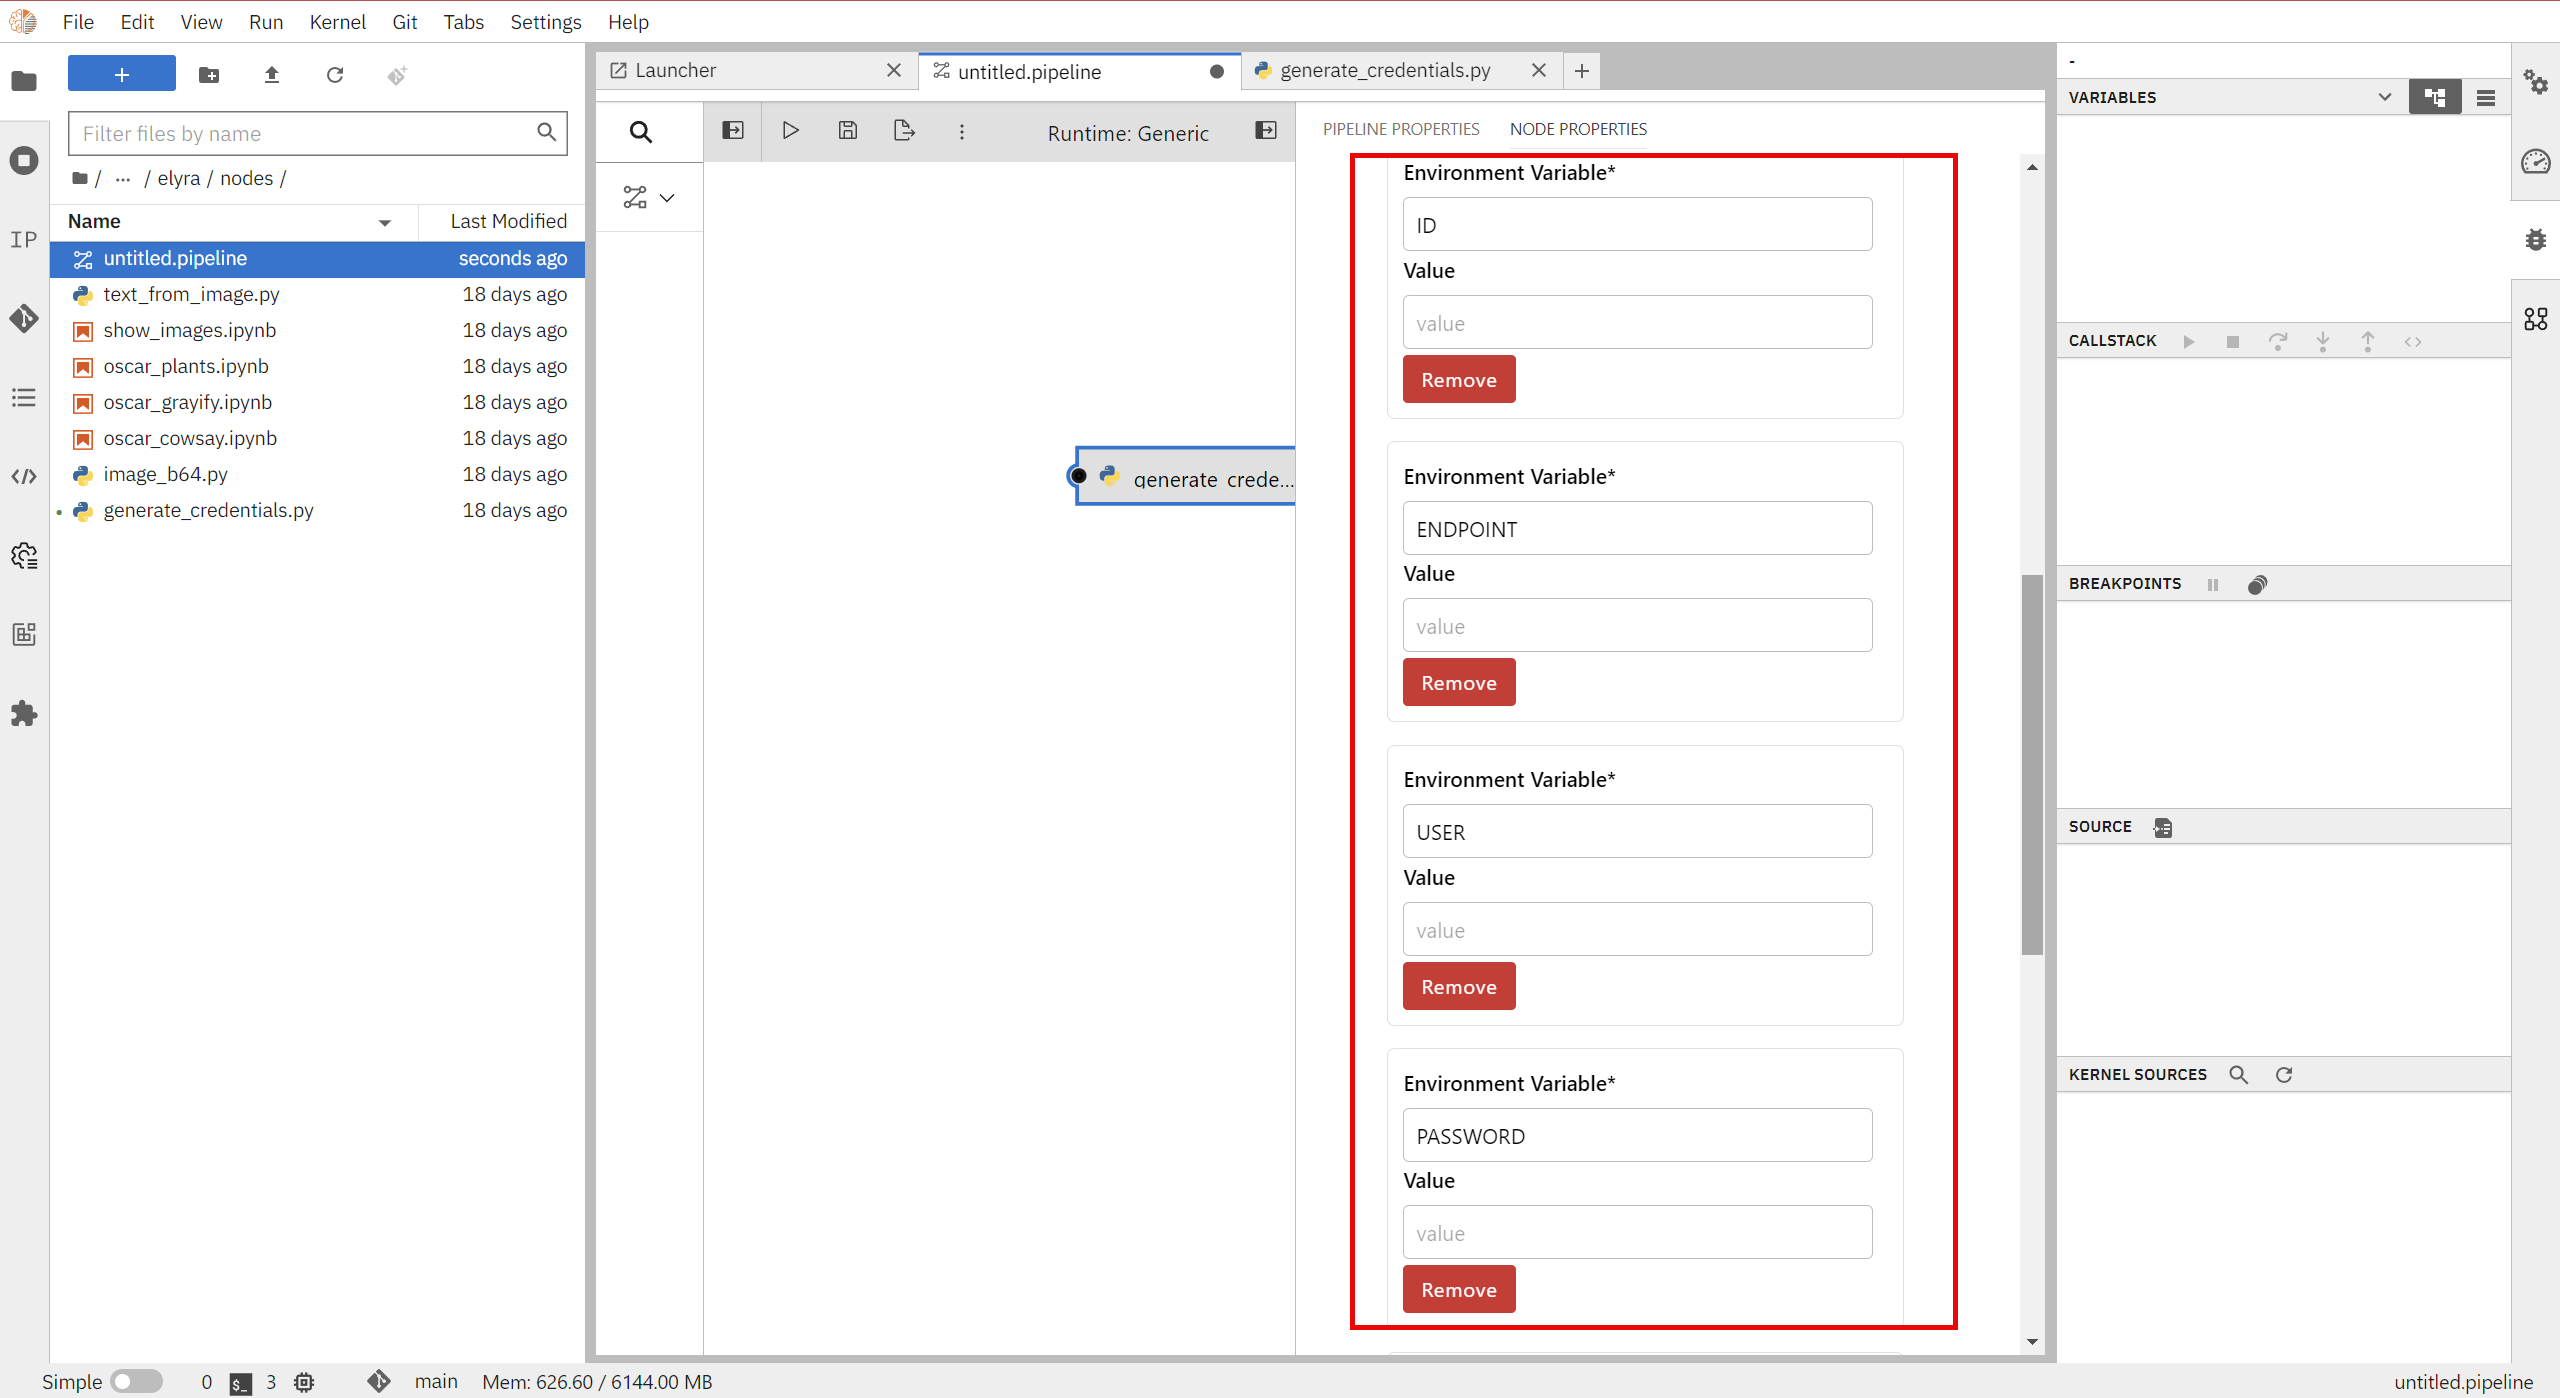 File Edit View Run Kernel Git Tabs Settings Help
+
Filter files by name
/ ... / elyra / nodes /
Name Last Modified
untitled.pipeline seconds ago
text_from_image.py 18 days ago
show_images.ipynb 18 days ago
oscar_plants.ipynb 18 days ago
oscar_grayify.ipynb 18 days ago
oscar_cowsay.ipynb 18 days ago
image_b64.py 18 days ago
generate_credentials.py 18 days ago
IP
Launcher untitled.pipeline generate_credentials.py +
Runtime: Generic
generate_crede...
PIPELINE PROPERTIES NODE PROPERTIES
Environment Variable*
ID
Value
value
Remove
Environment Variable*
ENDPOINT
Value
value
Remove
Environment Variable*
USER
Value
value
Remove
Environment Variable*
PASSWORD
Value
value
Remove
-
VARIABLES
CALLSTACK
BREAKPOINTS
SOURCE
KERNEL SOURCES
Simple 0 $_ 3 main Mem: 626.60 / 6144.00 MB untitled.pipeline